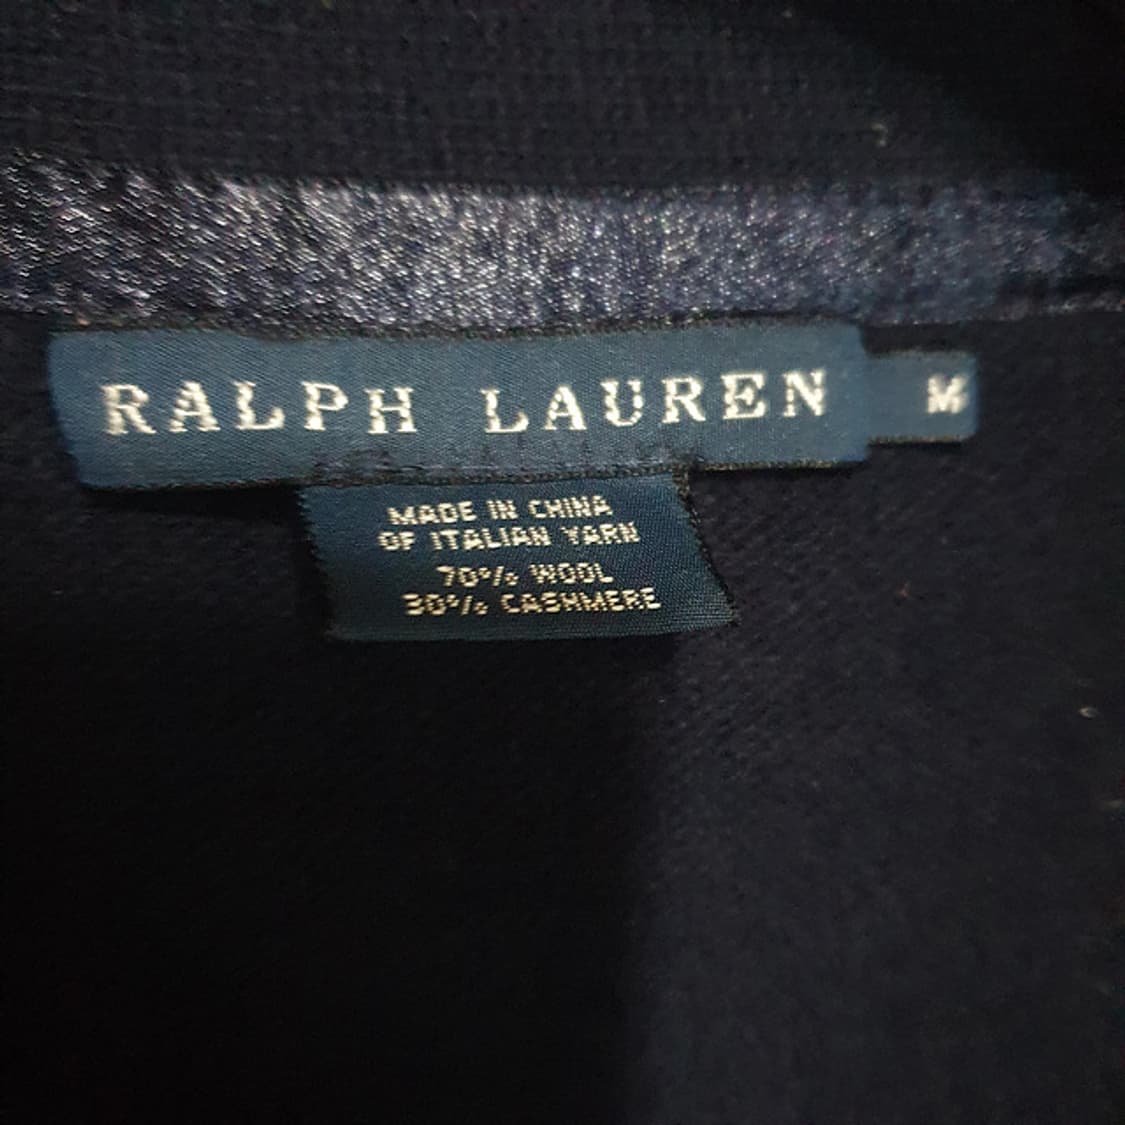 RALPH LAUREN M
MADE IN CHINA
OF ITALIAN YARN
70% WOOL
30% CASHMERE